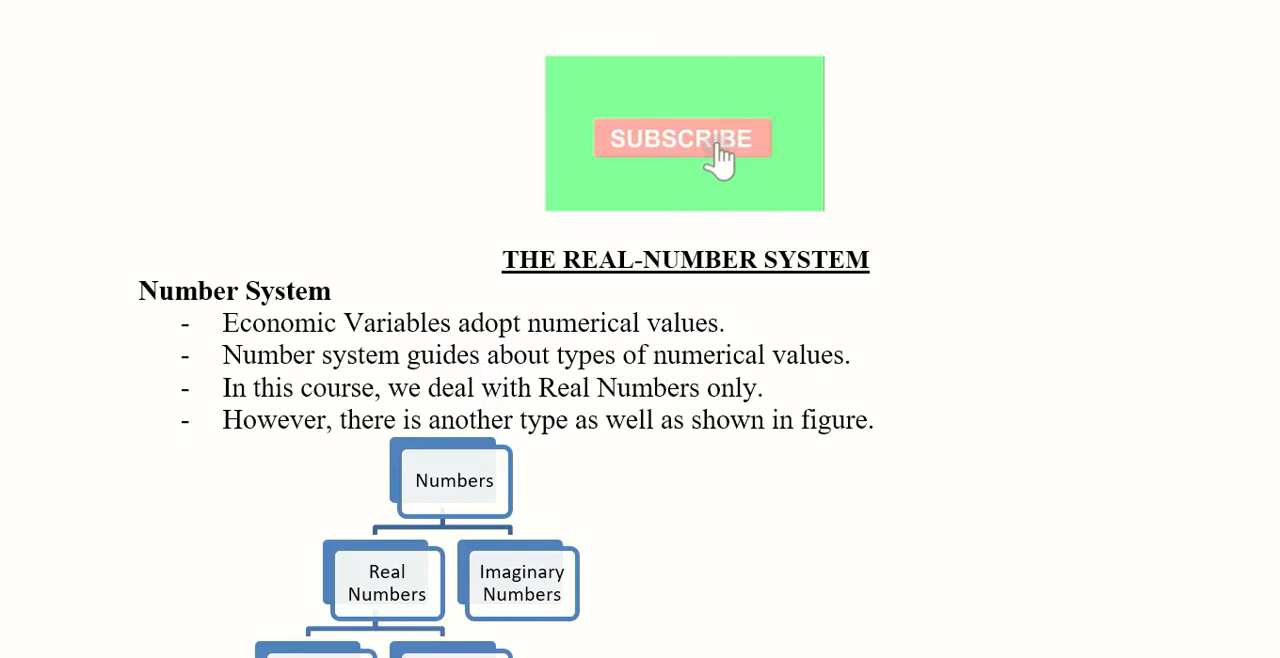 SUBSCRIBE
THE REAL-NUMBER SYSTEM
Number System
- Economic Variables adopt numerical values.
- Number system guides about types of numerical values.
- In this course, we deal with Real Numbers only.
- However, there is another type as well as shown in figure.
Numbers
Real
Numbers
Imaginary
Numbers